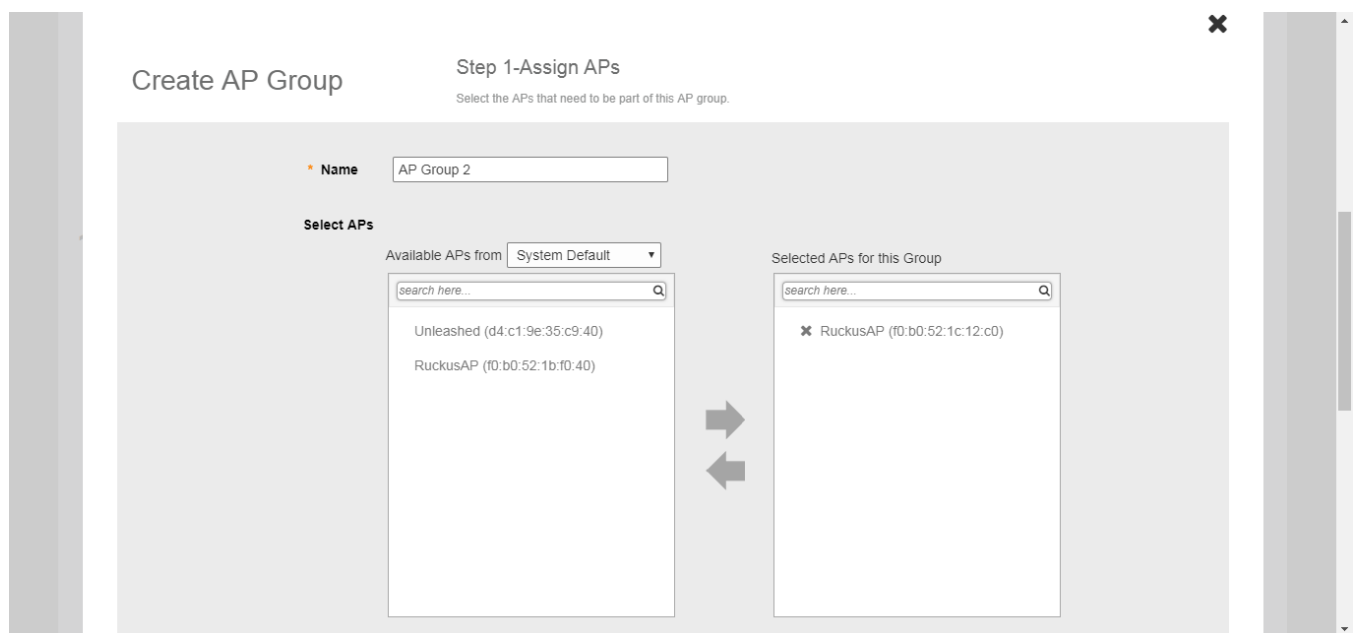 Create AP Group
Step 1-Assign APs
Select the APs that need to be part of this AP group.
* Name
AP Group 2
Select APs
Available APs from System Default
search here...
Unleashed (d4:c1:9e:35:c9:40)
RuckusAP (f0:b0:52:1b:f0:40)
Selected APs for this Group
search here...
RuckusAP (f0:b0:52:1c:12:c0)